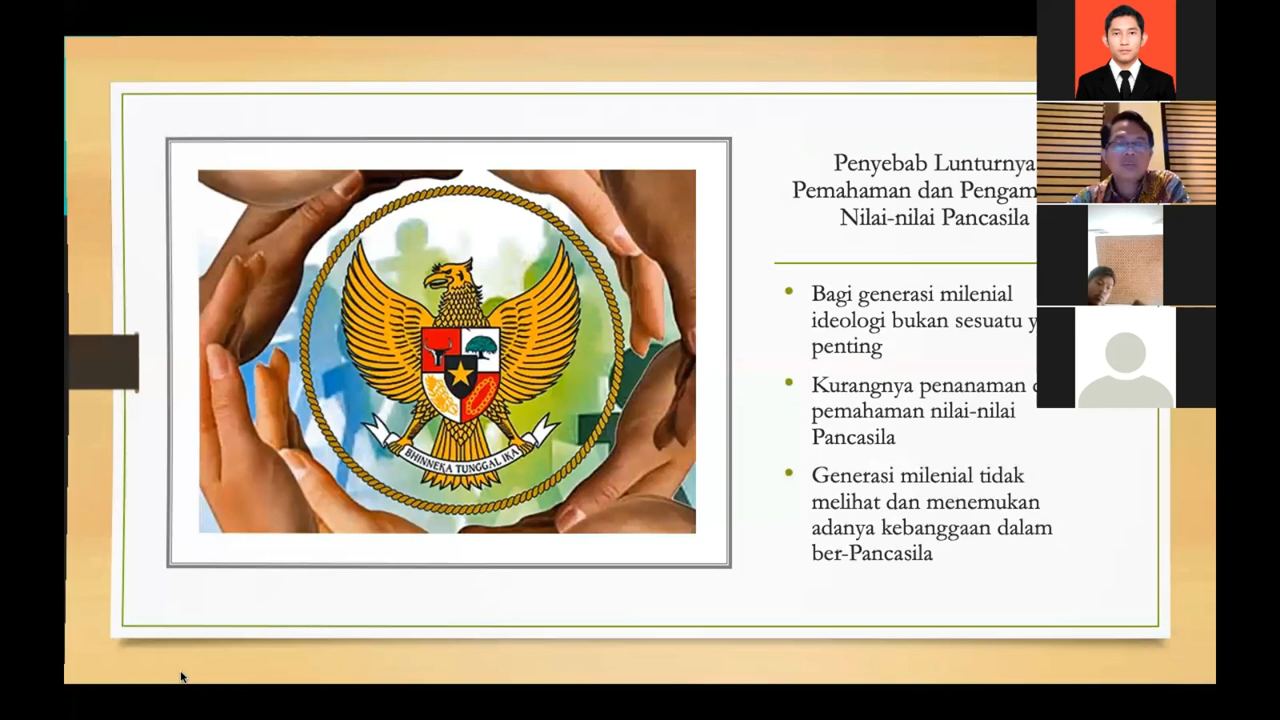 Penyebab Lunturnya
Pemahaman dan
Nilai-nilai Pancasila
Bagi generasi milenial
ideologi bukan sesuatu
penting
Kurangnya penanaman
pemahaman nilai-nilai
Pancasila
Generasi milenial tidak
melihat dan menemukan
adanya kebanggaan dalam
ber-Pancasila
BHINNEKA TUNGGAL IKA